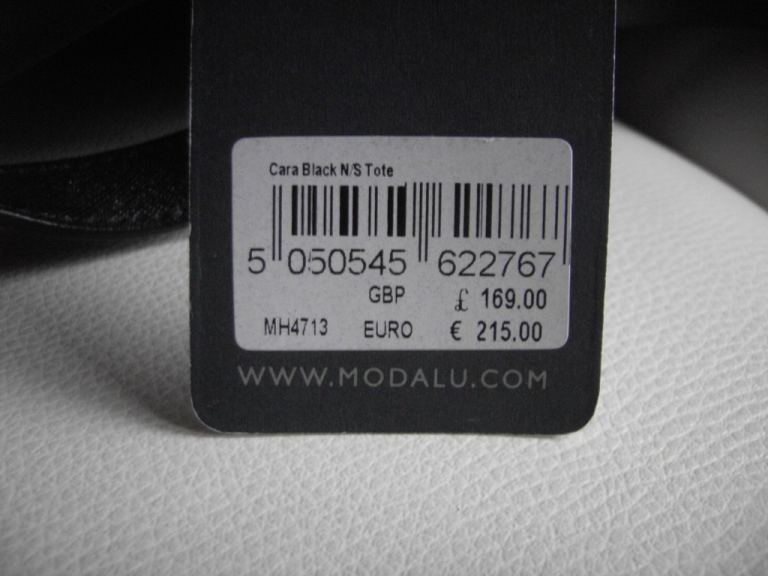 Cara Black N/S Tote
5 050545 622767
GBP £ 169.00
MH4713 EURO € 215.00
WWW.MODALU.COM